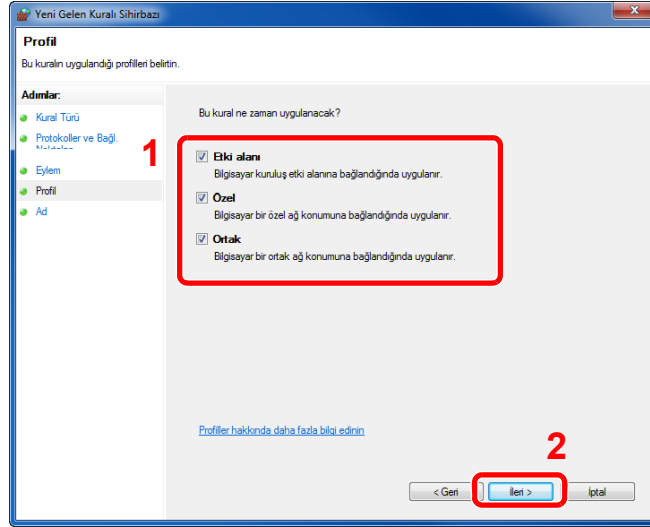 Yeni Gelen Kuralı Sihirbazı
Profil
Bu kuralın uygulandığı profilleri belirtin.
Adımlar:
Kural Türü
Protokoller ve Bağl.
Eylem
Profil
Ad
Bu kural ne zaman uygulanacak?
1
Etki alanı
Bilgisayar kuruluş etki alanına bağlandığında uygulanır.
Özel
Bilgisayar bir özel ağ konumuna bağlandığında uygulanır.
Ortak
Bilgisayar bir ortak ağ konumuna bağlandığında uygulanır.
Profiller hakkında daha fazla bilgi edinin
2
< Geri
İleri >
İptal